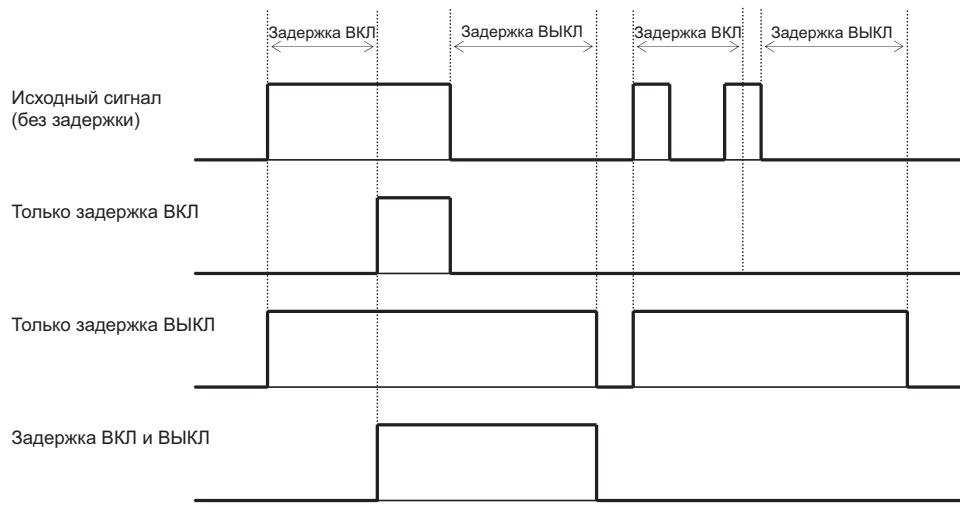 Задержка ВКЛ
Задержка ВЫКЛ
Задержка ВКЛ
Задержка ВЫКЛ
Исходный сигнал
(без задержки)
Только задержка ВКЛ
Только задержка ВЫКЛ
Задержка ВКЛ и ВЫКЛ